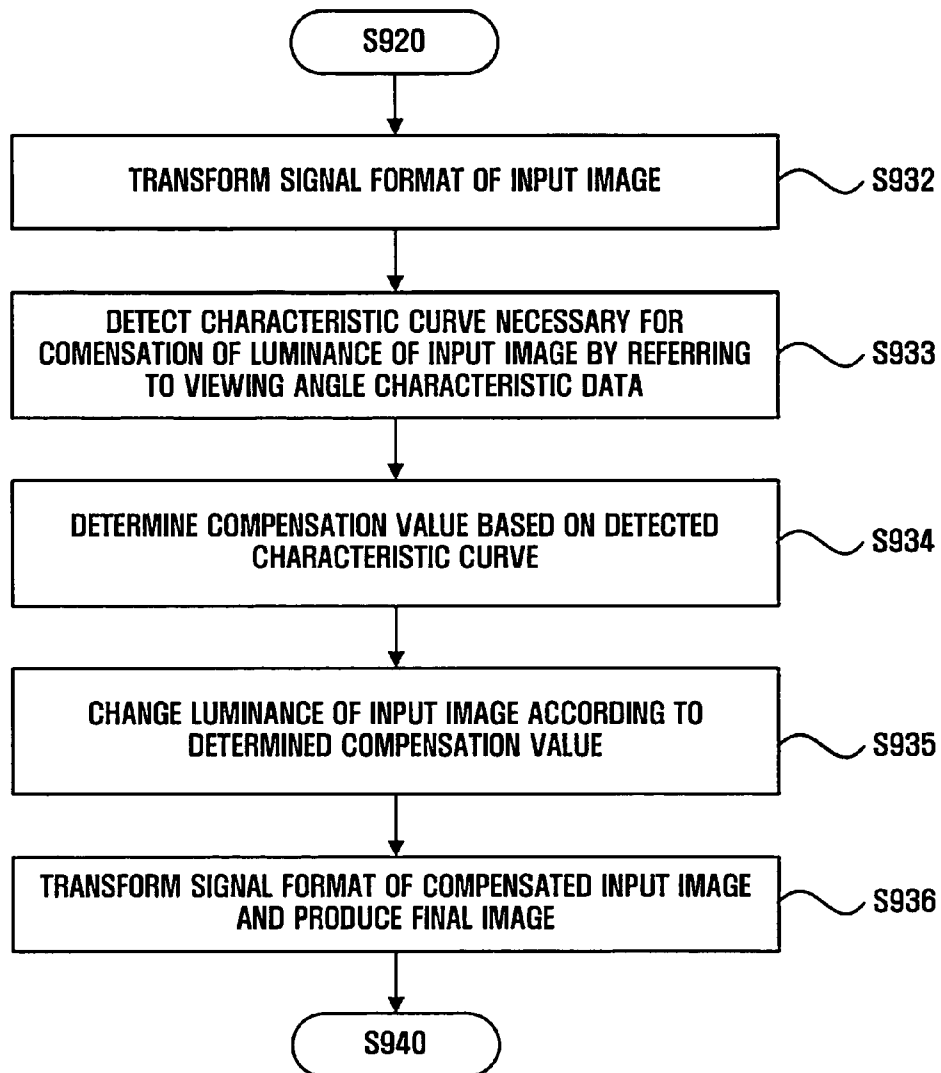 S920
TRANSFORM SIGNAL FORMAT OF INPUT IMAGE
S932
DETECT CHARACTERISTIC CURVE NECESSARY FOR
COMENSATION OF LUMINANCE OF INPUT IMAGE BY REFERRING
TO VIEWING ANGLE CHARACTERISTIC DATA
S933
DETERMINE COMPENSATION VALUE BASED ON DETECTED
CHARACTERISTIC CURVE
S934
CHANGE LUMINANCE OF INPUT IMAGE ACCORDING TO
DETERMINED COMPENSATION VALUE
S935
TRANSFORM SIGNAL FORMAT OF COMPENSATED INPUT IMAGE
AND PRODUCE FINAL IMAGE
S936
S940